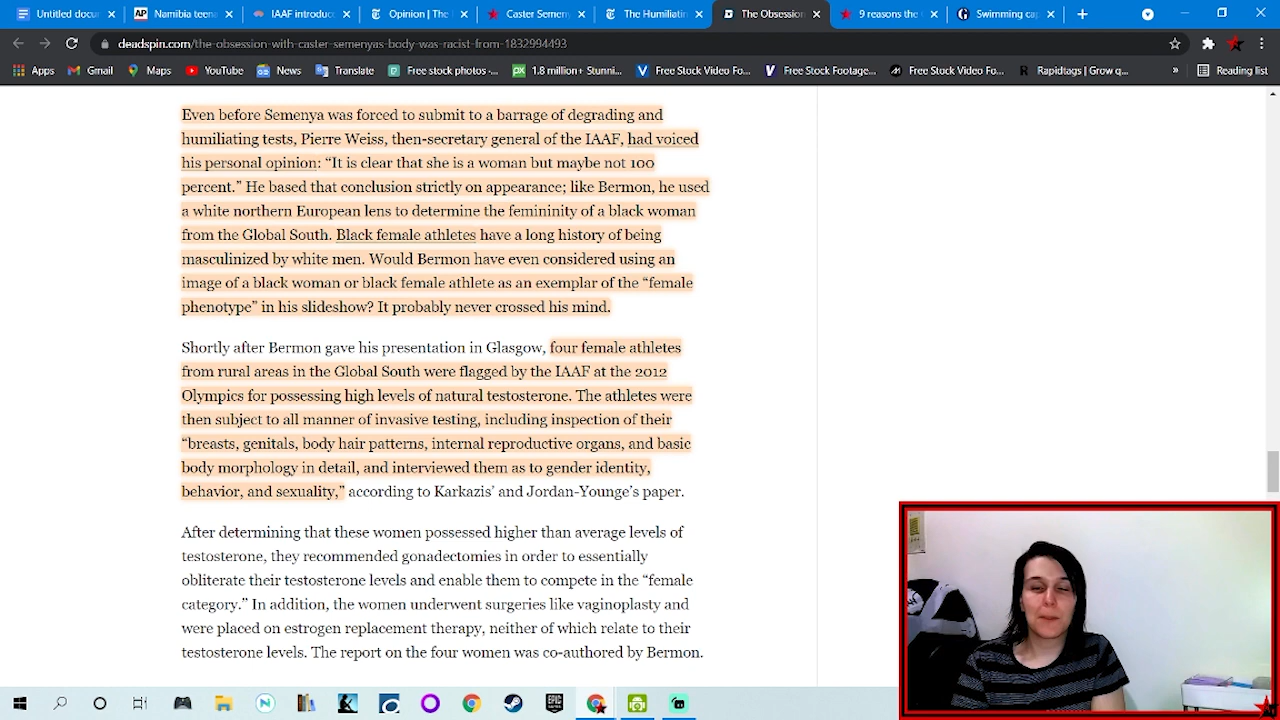 Untitled docum
Namibia teena
IAAF introduc
Opinion | The
Caster Semeny
The Humiliatin
The Obsession
9 reasons the
Swimming cap
deadspin.com/the-obsession-with-caster-semenyas-body-was-racist-from-1832994493
Apps
Gmail
Maps
YouTube
News
Translate
Free stock photos -...
1.8 million+ Stunni...
Free Stock Video Fo...
Free Stock Footage...
Free Stock Video Fo...
Rapidtags | Grow q...
»
Reading list
Even before Semenya was forced to submit to a barrage of degrading and
humiliating tests, Pierre Weiss, then-secretary general of the IAAF, had voiced
his personal opinion: “It is clear that she is a woman but maybe not 100
percent.” He based that conclusion strictly on appearance; like Bermon, he used
a white northern European lens to determine the femininity of a black woman
from the Global South. Black female athletes have a long history of being
masculinized by white men. Would Bermon have even considered using an
image of a black woman or black female athlete as an exemplar of the “female
phenotype” in his slideshow? It probably never crossed his mind.
Shortly after Bermon gave his presentation in Glasgow, four female athletes
from rural areas in the Global South were flagged by the IAAF at the 2012
Olympics for possessing high levels of natural testosterone. The athletes were
then subject to all manner of invasive testing, including inspection of their
“breasts, genitals, body hair patterns, internal reproductive organs, and basic
body morphology in detail, and interviewed them as to gender identity,
behavior, and sexuality,” according to Karkazis’ and Jordan-Younge’s paper.
After determining that these women possessed higher than average levels of
testosterone, they recommended gonadectomies in order to essentially
obliterate their testosterone levels and enable them to compete in the “female
category.” In addition, the women underwent surgeries like vaginoplasty and
were placed on estrogen replacement therapy, neither of which relate to their
testosterone levels. The report on the four women was co-authored by Bermon.